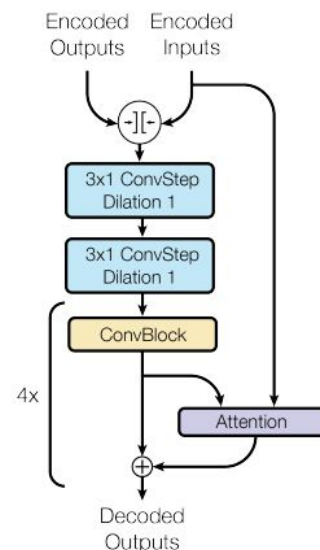 Encoded
Outputs
Encoded
Inputs
→][←
3x1 ConvStep
Dilation 1
3x1 ConvStep
Dilation 1
ConvBlock
4x
Attention
+
Decoded
Outputs